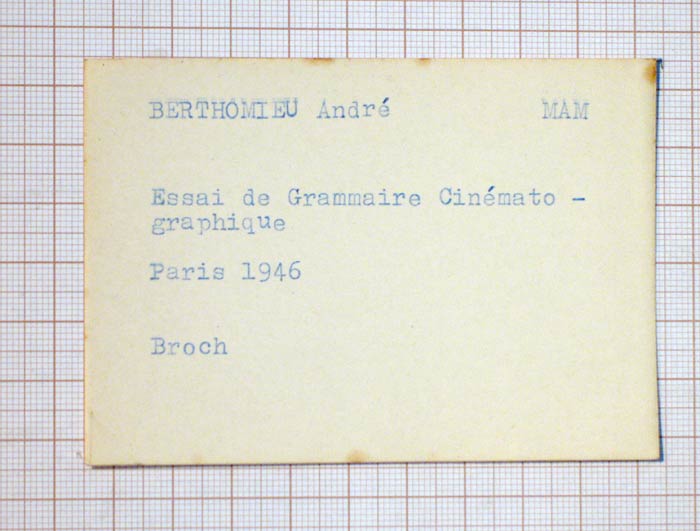 BERTHOMIEU André MAM
Essai de Grammaire Cinémato -
graphique
Paris 1946
Broch